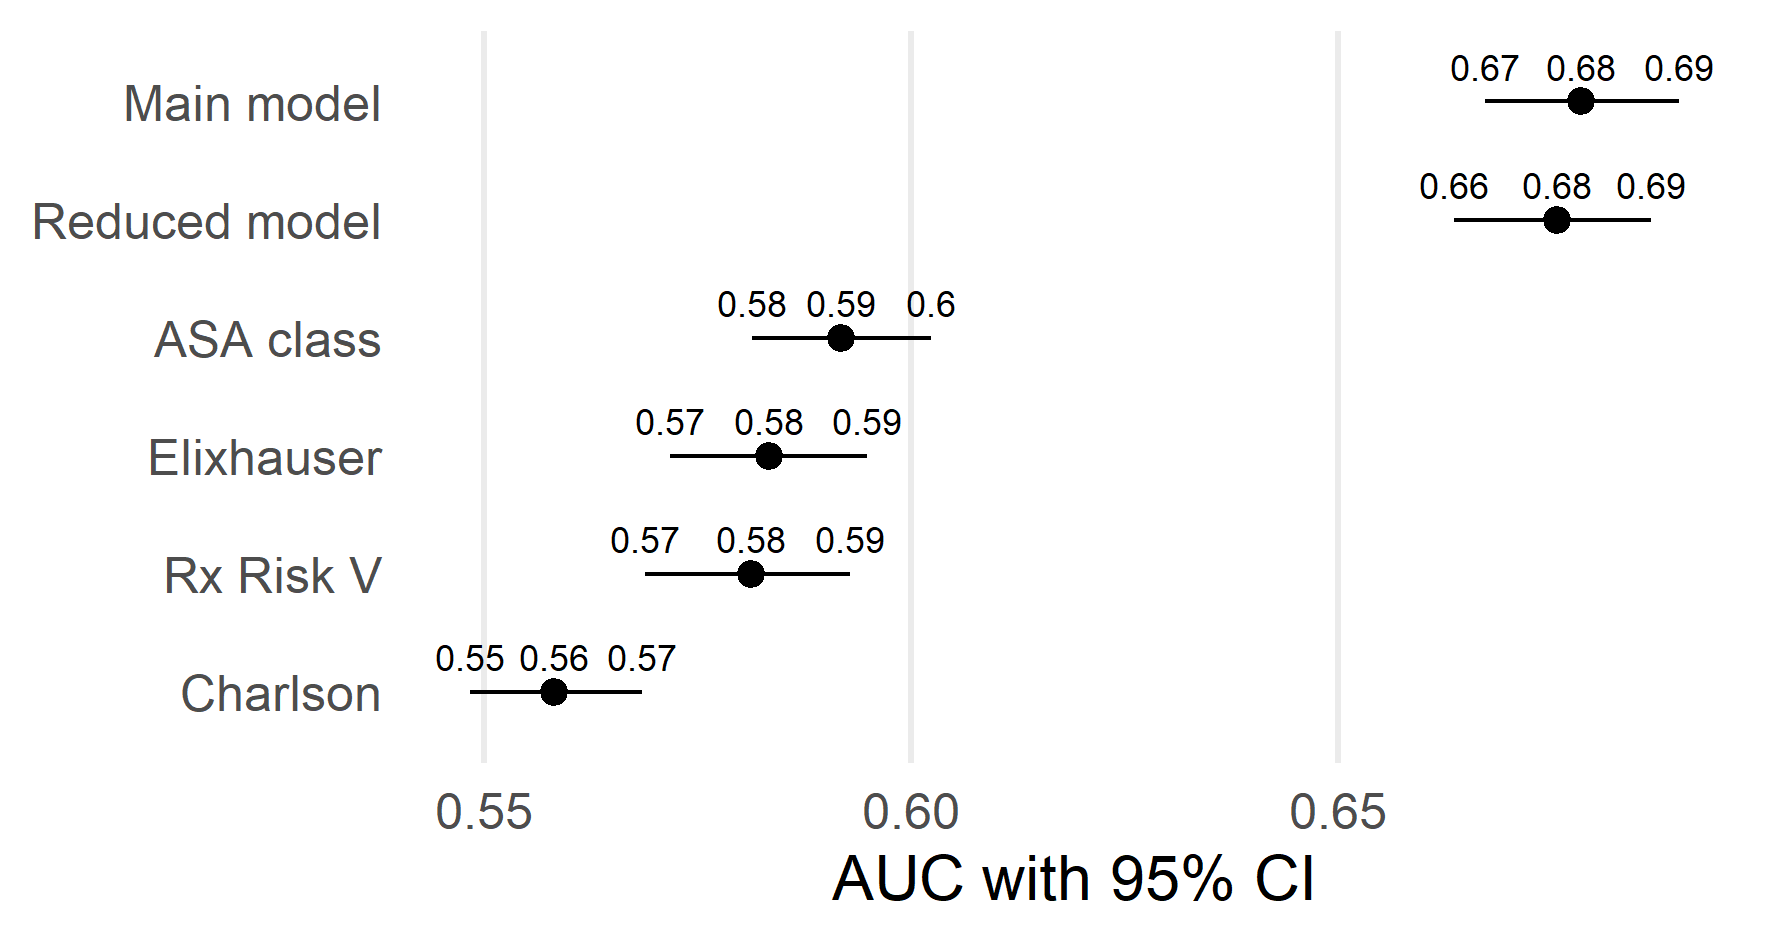 0.67 0.68 0.69
Main model
0.66 0.68 0.69
Reduced model
0.58 0.59 0.6
ASA class
0.57 0.58 0.59
Elixhauser
0.57 0.58 0.59
Rx Risk V
0.55 0.56 0.57
Charlson
0.55 0.60 0.65
AUC with 95% CI